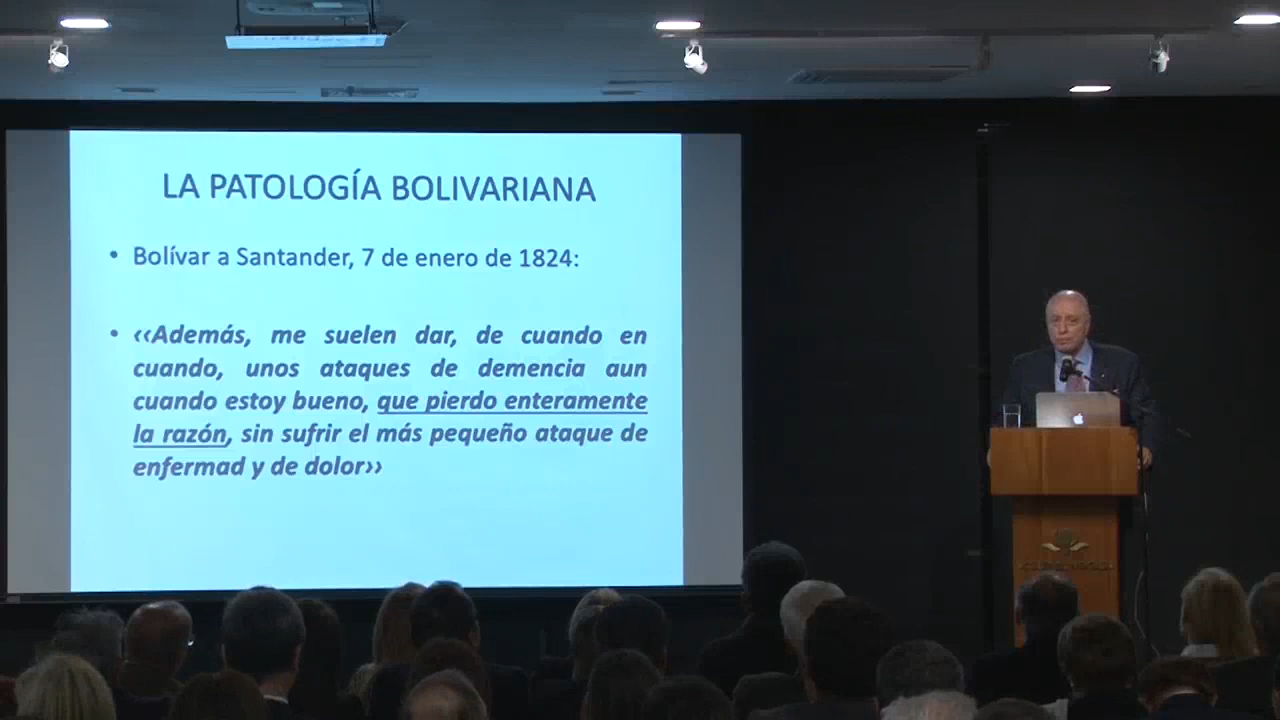 LA PATOLOGÍA BOLIVARIANA
• Bolívar a Santander, 7 de enero de 1824:
• ‹‹Además, me suelen dar, de cuando en
cuando, unos ataques de demencia aun
cuando estoy bueno, que pierdo enteramente
la razón, sin sufrir el más pequeño ataque de
enfermad y de dolor››